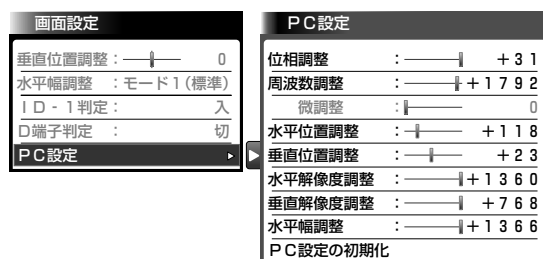 画面設定
垂直位置調整：0
水平幅調整：モード1(標準)
ID-1判定：入
D端子判定：切
PC設定
PC設定
位相調整：+31
周波数調整：+1792
微調整：0
水平位置調整：+118
垂直位置調整：+23
水平解像度調整：+1360
垂直解像度調整：+768
水平幅調整：+1366
PC設定の初期化